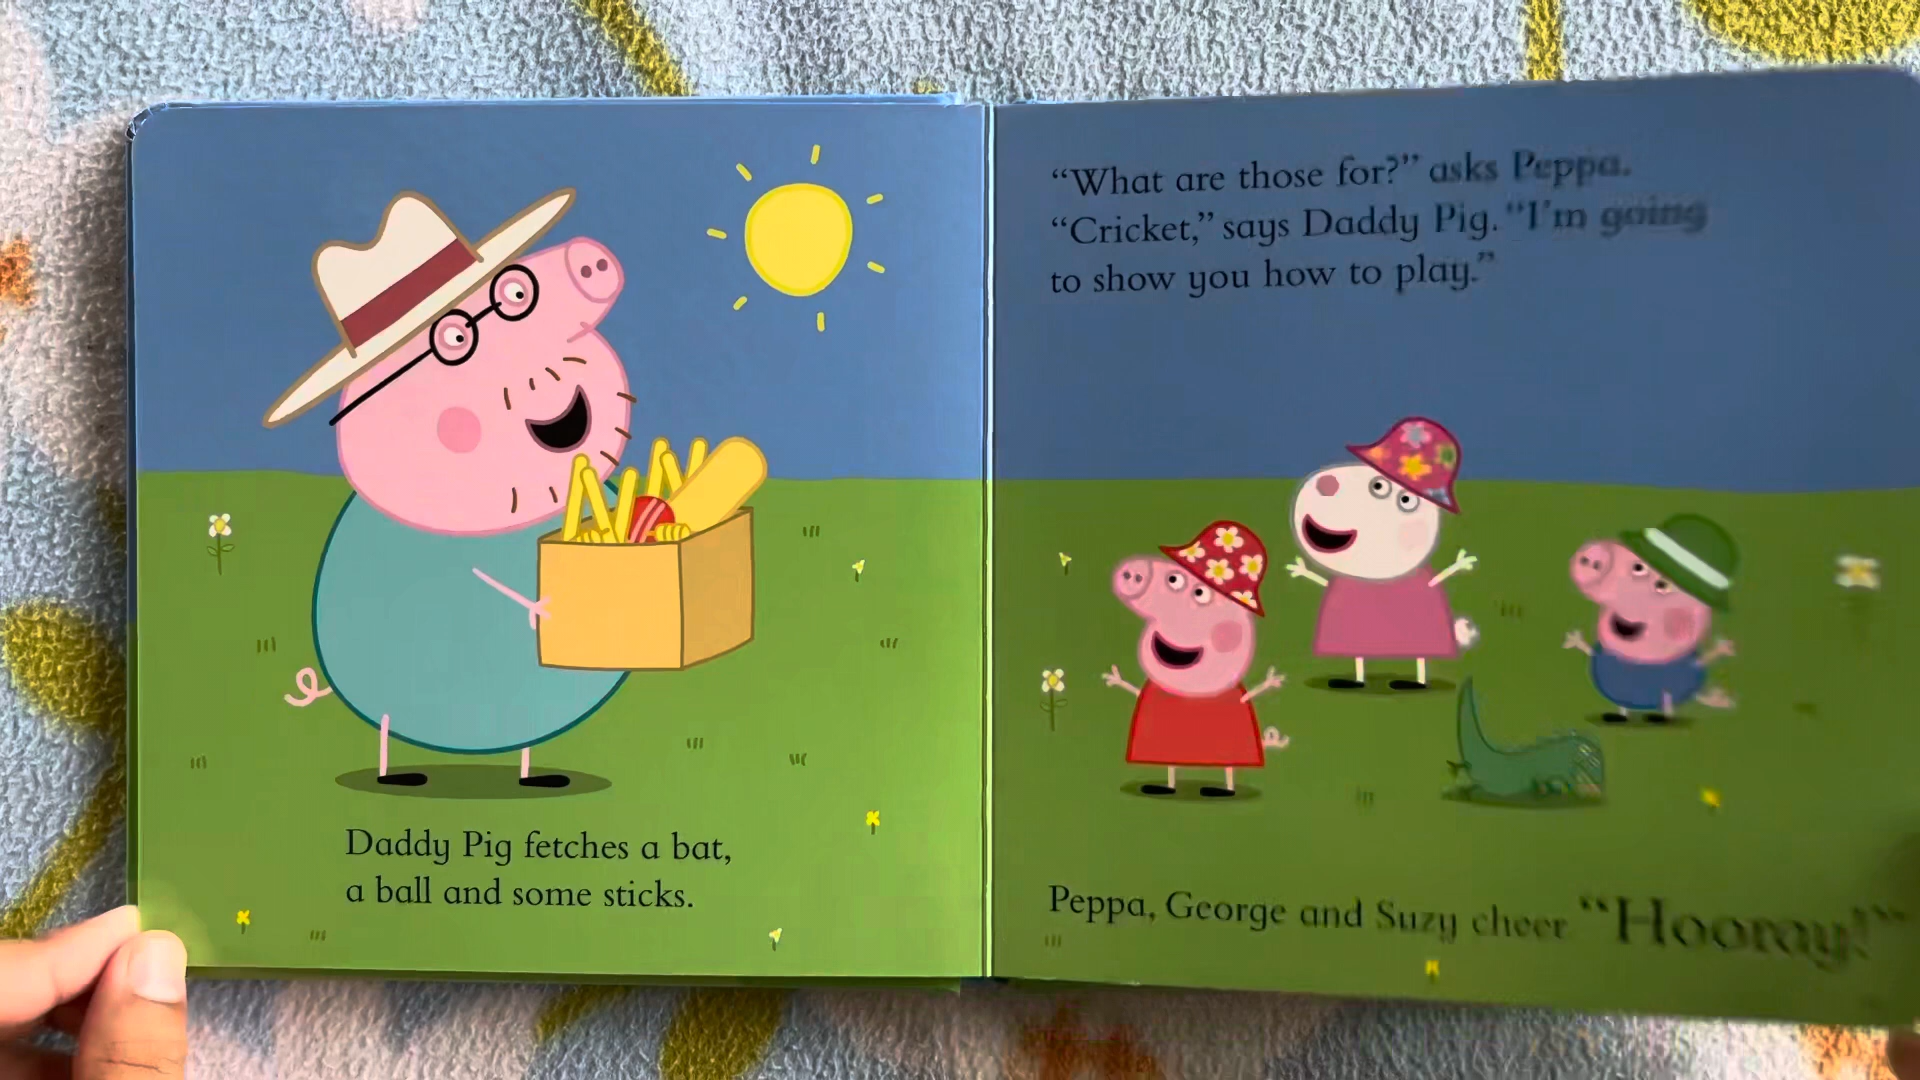 Daddy Pig fetches a bat,
a ball and some sticks.
“What are those for?” asks Peppa.
“Cricket,” says Daddy Pig. “I’m going
to show you how to play.”
Peppa, George and Suzy cheer “Hooray!”